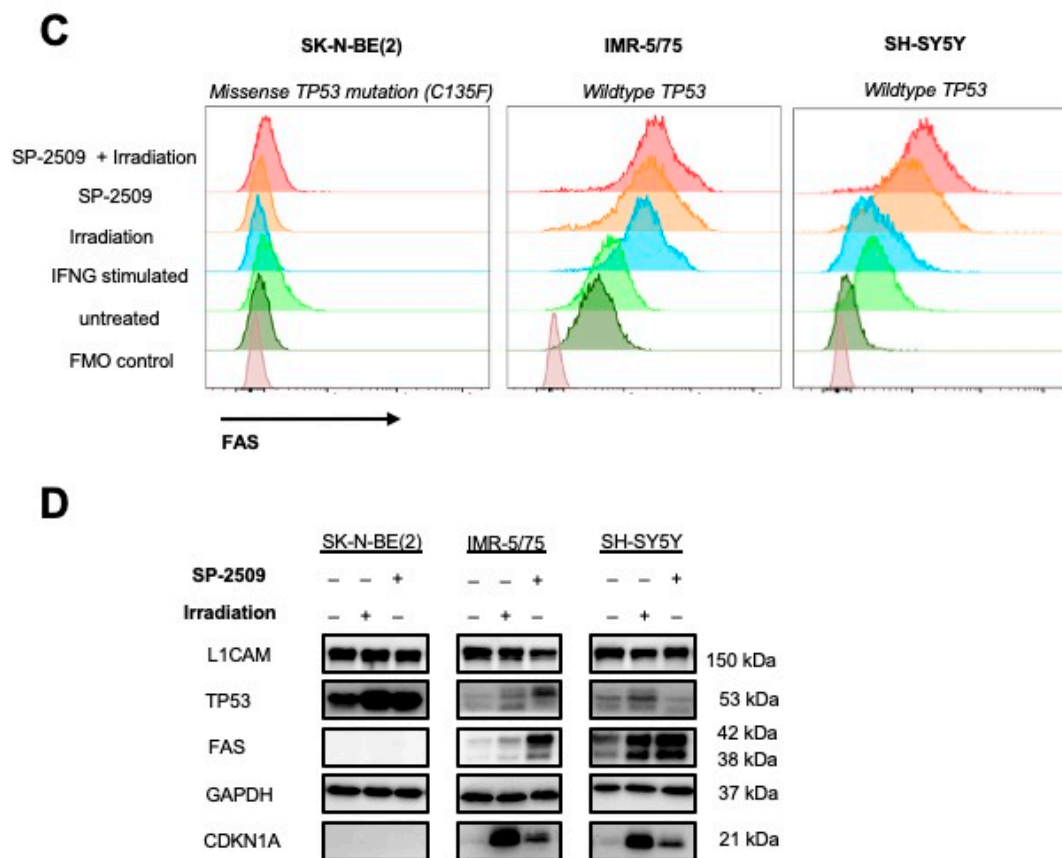 C
SK-N-BE(2) IMR-5/75 SH-SY5Y
Missense TP53 mutation (C135F) Wildtype TP53 Wildtype TP53
SP-2509 + Irradiation
SP-2509
Irradiation
IFNG stimulated
untreated
FMO control
FAS
D
SK-N-BE(2) IMR-5/75 SH-SY5Y
SP-2509 – – + – – + – – +
Irradiation – + – – + – – + –
L1CAM 150 kDa
TP53 53 kDa
42 kDa
FAS
38 kDa
GAPDH 37 kDa
CDKN1A 21 kDa